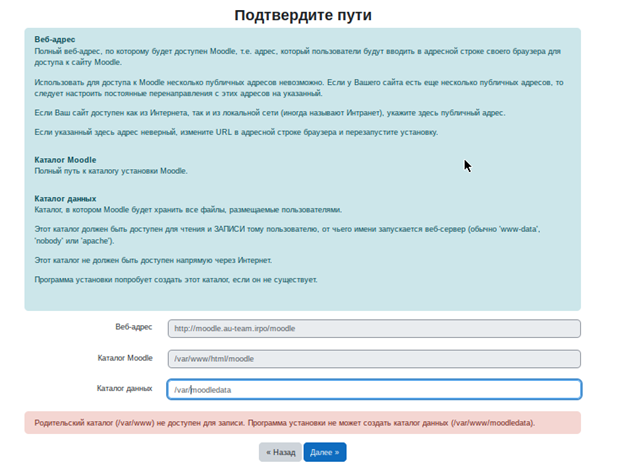 Подтвердите пути
Веб-адрес
Полный веб-адрес, по которому будет доступен Moodle, т.е. адрес, который пользователи будут вводить в адресной строке своего браузера для
доступа к сайту Moodle.
Использовать для доступа к Moodle несколько публичных адресов невозможно. Если у Вашего сайта есть еще несколько публичных адресов, то
следует настроить постоянные перенаправления с этих адресов на указанный.
Если Ваш сайт доступен как из Интернета, так и из локальной сети (иногда называют Интранет), укажите здесь публичный адрес.
Если указанный здесь адрес неверный, измените URL в адресной строке браузера и перезапустите установку.
Каталог Moodle
Полный путь к каталогу установки Moodle.
Каталог данных
Каталог, в котором Moodle будет хранить все файлы, размещаемые пользователями.
Этот каталог должен быть доступен для чтения и ЗАПИСИ тому пользователю, от чьего имени запускается веб-сервер (обычно 'www-data',
'nobody' или 'apache').
Этот каталог не должен быть доступен напрямую через Интернет.
Программа установки попробует создать этот каталог, если он не существует.
Веб-адрес http://moodle.au-team.irpo/moodle
Каталог Moodle /var/www/html/moodle
Каталог данных /var/moodledata
Родительский каталог (/var/www) не доступен для записи. Программа установки не может создать каталог данных (/var/www/moodledata).
« Назад Далее »